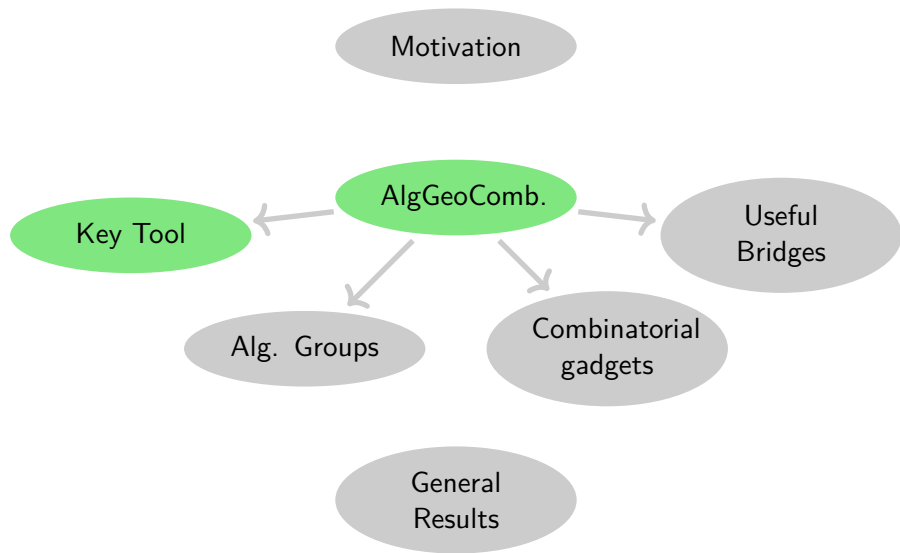 Motivation
AlgGeoComb.
Key Tool
Useful
Bridges
Alg. Groups
Combinatorial
gadgets
General
Results